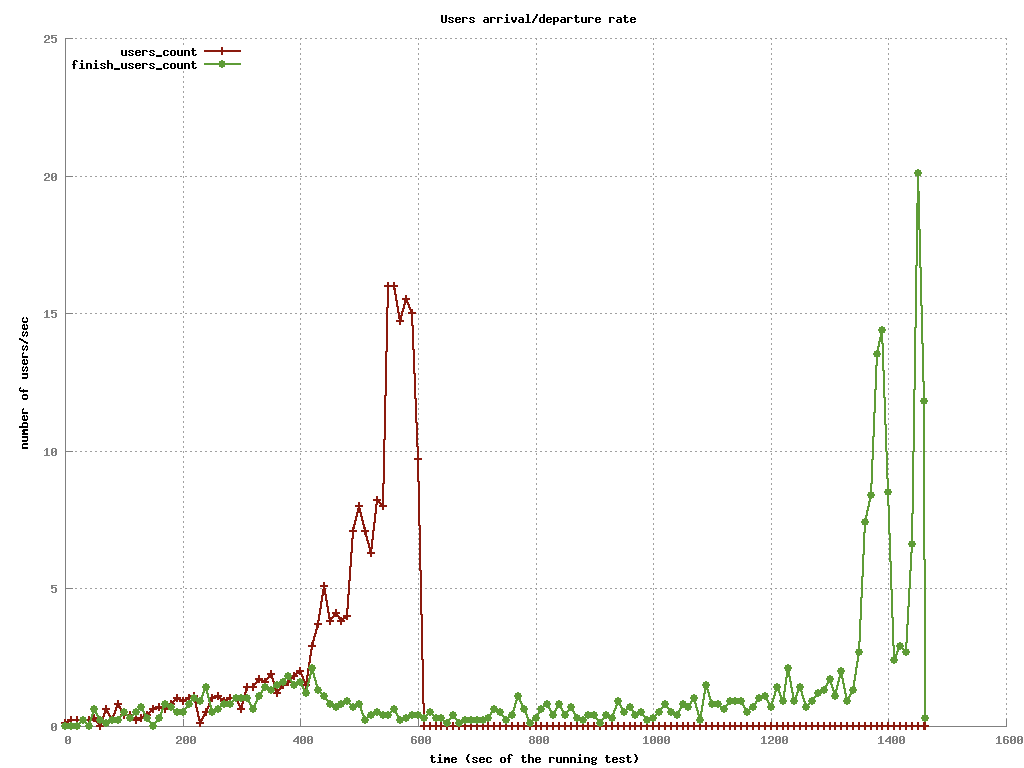 Users arrival/departure rate
25
users_count
finish_users_count
20
15
number of users/sec
10
5
0
0 200 400 600 800 1000 1200 1400 1600
time (sec of the running test)